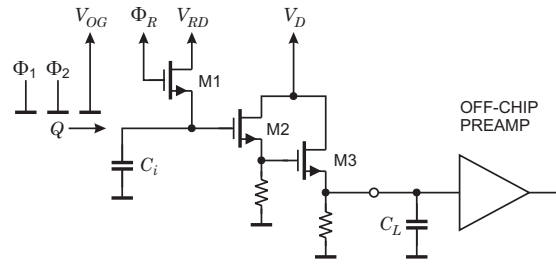 V_OG Φ_R V_RD V_D
Φ_1 Φ_2
M1
OFF-CHIP
PREAMP
Q
M2
C_i
M3
C_L